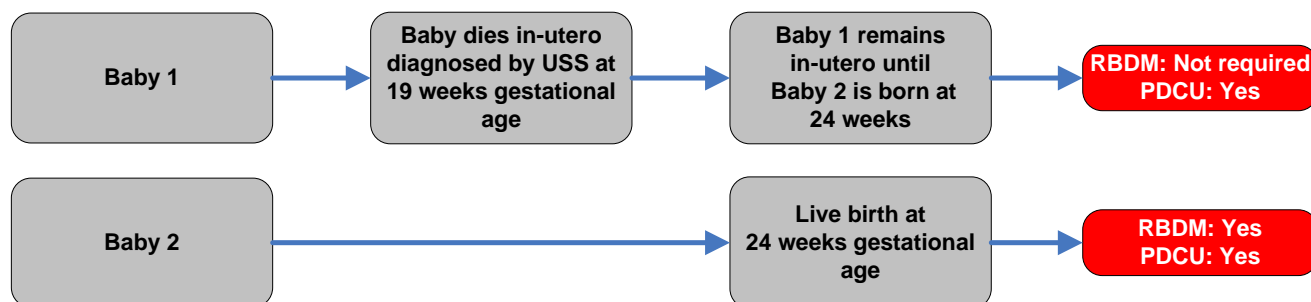 Baby 1
Baby dies in-utero
diagnosed by USS at
19 weeks gestational
age
Baby 1 remains
in-utero until
Baby 2 is born at
24 weeks
RBDM: Not required
PDCU: Yes
Baby 2
Live birth at
24 weeks gestational
age
RBDM: Yes
PDCU: Yes